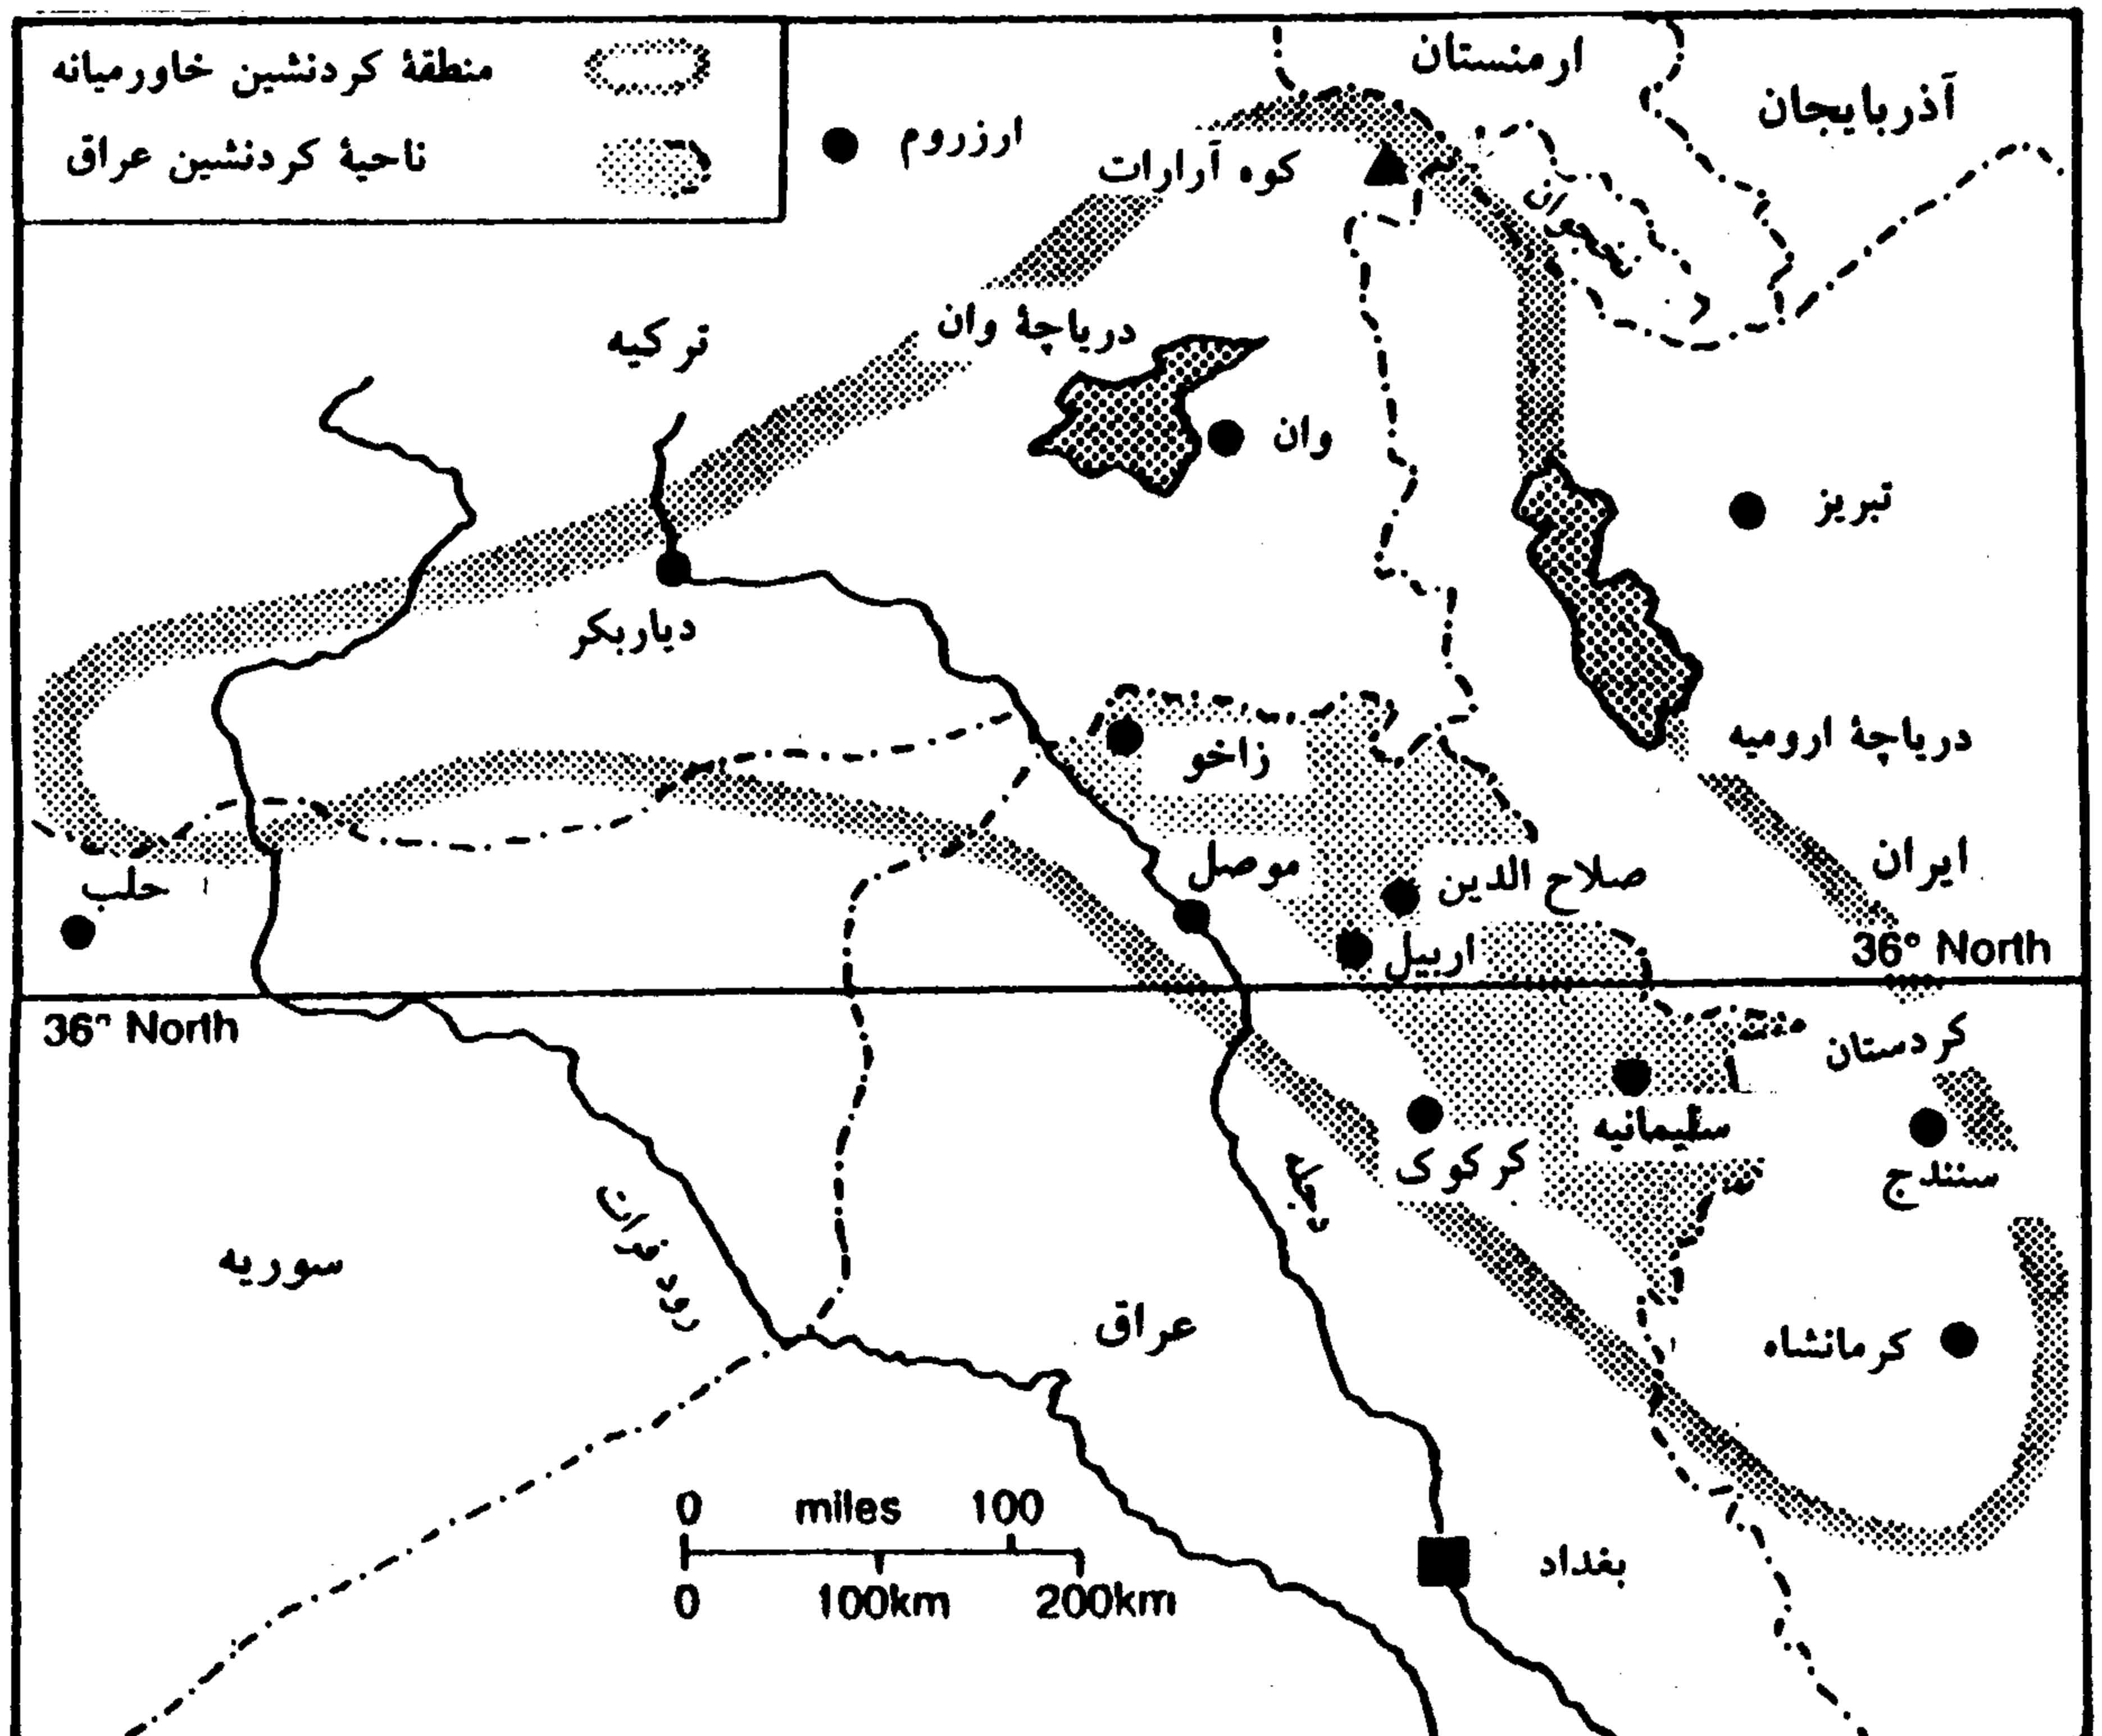 منطقهٔ کردنشین خاورمیانه
ناحیهٔ کردنشین عراق
ارمنستان
آذربایجان
ارزروم
کوه آرارات
نخجوان
ترکیه
دریاچهٔ وان
وان
تبریز
دیاربکر
دریاچهٔ ارومیه
زاخو
ایران
موصل
صلاح الدین
حلب
اربیل
36° North
36° North
کردستان
سلیمانیه
کرکوک
سنندج
دجله
رود فرات
سوریه
عراق
کرمانشاه
0 miles 100
بغداد
0 100km 200km